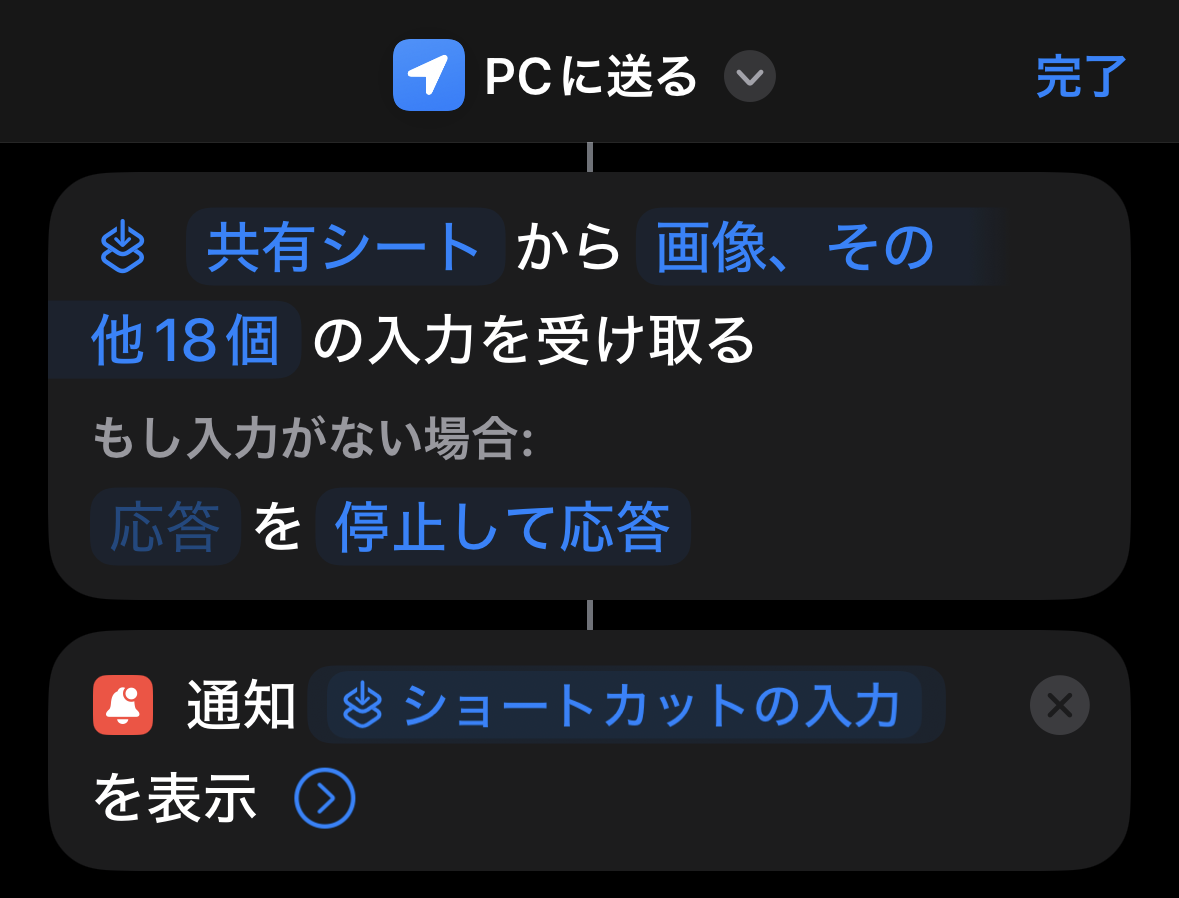 PCに送る
完了
共有シートから画像、その
他18個の入力を受け取る
もし入力がない場合:
応答を停止して応答
通知 ショートカットの入力
を表示